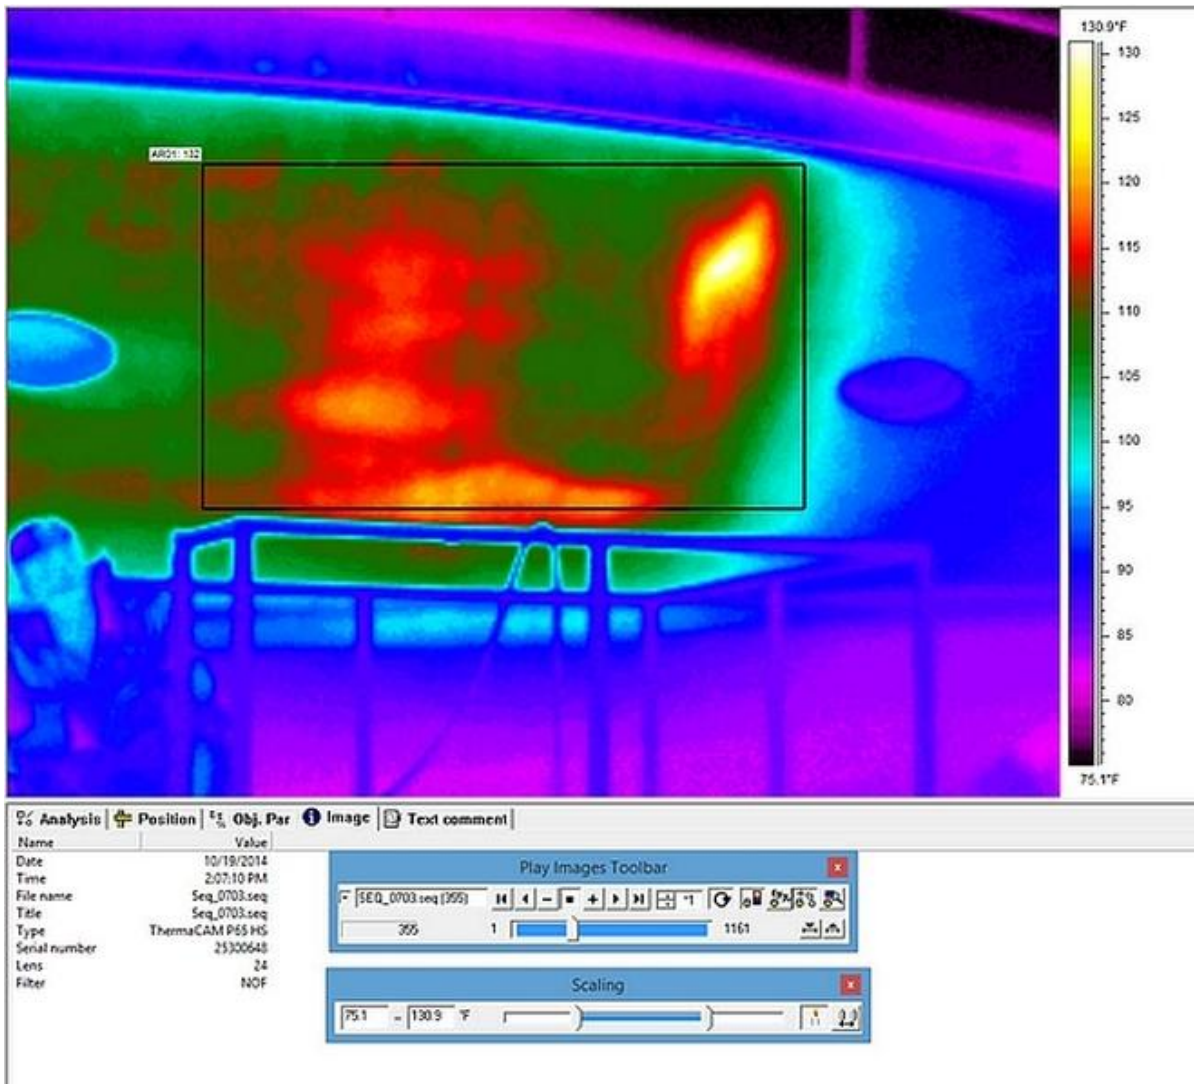 130.9°F
130
125
120
115
110
105
100
95
90
85
80
75.1°F
AR01: 132
Analysis Position Obj. Par Image Text comment
Name Value
Date 10/19/2014
Time 2:07:10 PM
File name Seq_0703.seq
Title Seq_0703.seq
Type ThermaCAM P65 HS
Serial number 25300648
Lens 24
Filter NOF
Play Images Toolbar
SEQ_0703.seq (355)
355 1 1161
Scaling
75.1 - 130.9 °F